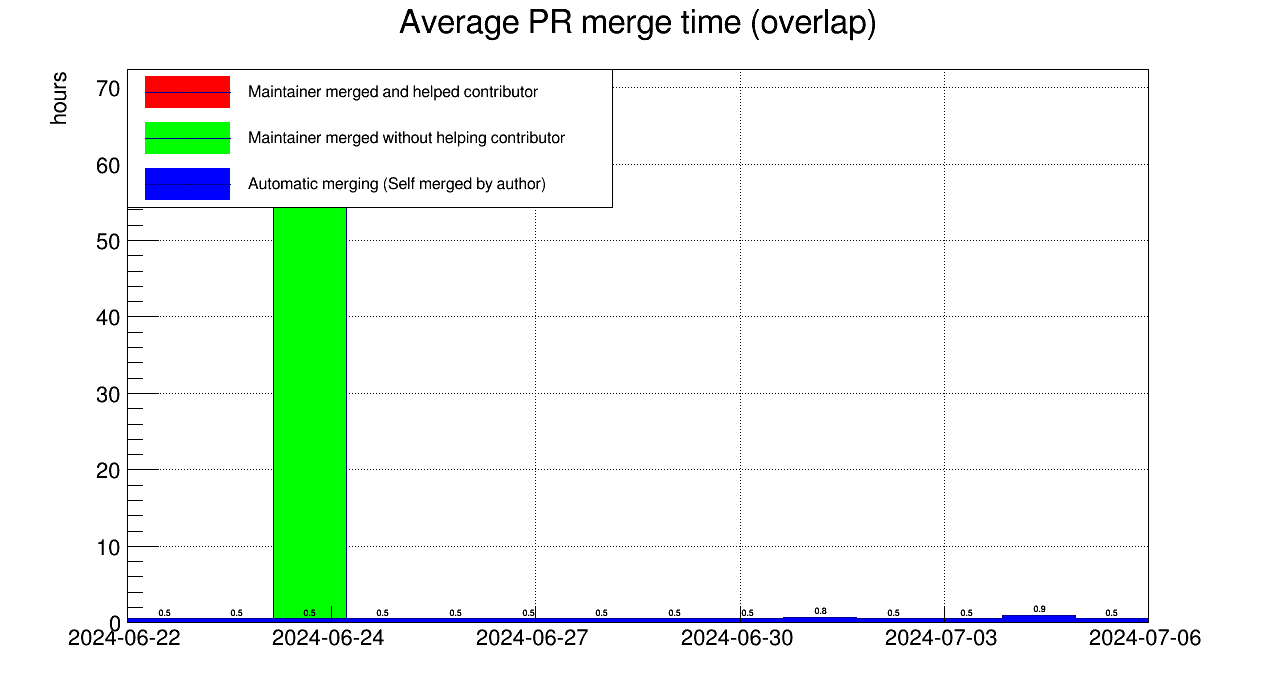 Average PR merge time (overlap)
hours
70
60
50
40
30
20
10
0
Maintainer merged and helped contributor
Maintainer merged without helping contributor
Automatic merging (Self merged by author)
0.5 0.5 0.5 0.5 0.5 0.5 0.5 0.5 0.5 0.8 0.5 0.5 0.9 0.5
2024-06-22 2024-06-24 2024-06-27 2024-06-30 2024-07-03 2024-07-06